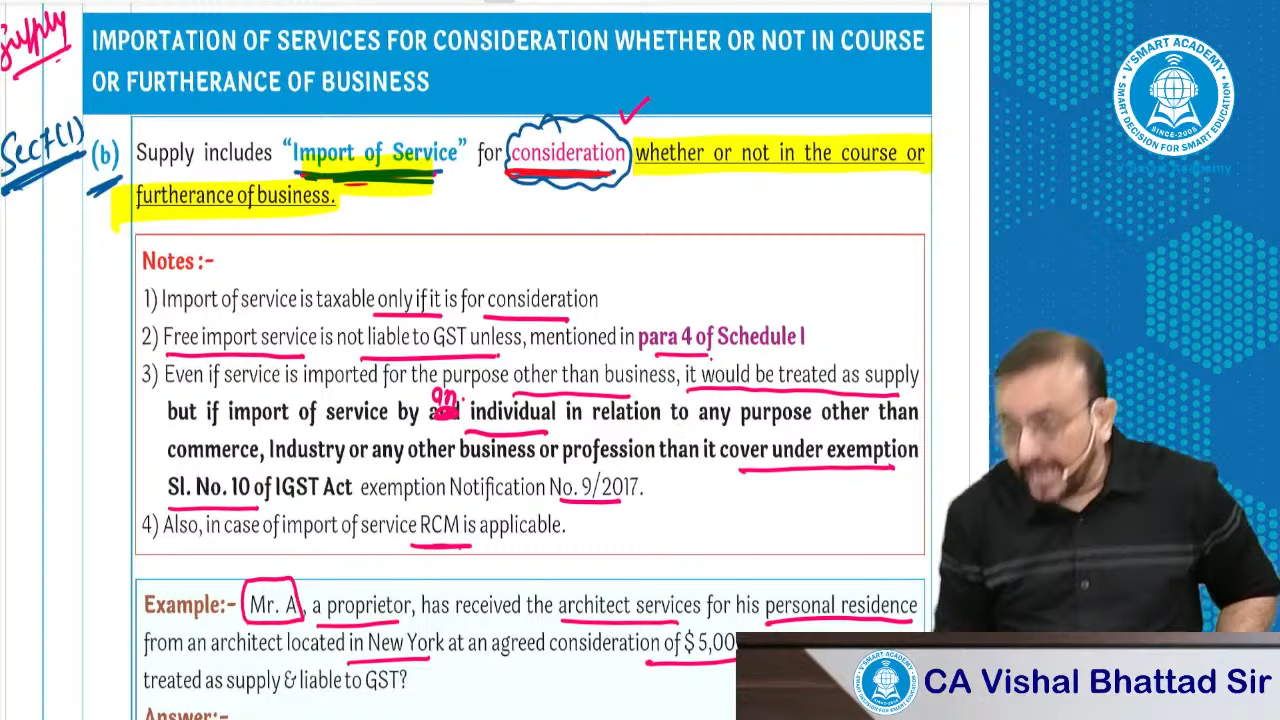 Supply
IMPORTATION OF SERVICES FOR CONSIDERATION WHETHER OR NOT IN COURSE
OR FURTHERANCE OF BUSINESS
Sec 7(1)
(b) Supply includes “Import of Service” for consideration whether or not in the course or
furtherance of business.
Notes :-
1) Import of service is taxable only if it is for consideration
2) Free import service is not liable to GST unless, mentioned in para 4 of Schedule I
3) Even if service is imported for the purpose other than business, it would be treated as supply
an
but if import of service by individual in relation to any purpose other than
commerce, Industry or any other business or profession than it cover under exemption
Sl. No. 10 of IGST Act exemption Notification No. 9/2017.
4) Also, in case of import of service RCM is applicable.
Example:- Mr. A, a proprietor, has received the architect services for his personal residence
from an architect located in New York at an agreed consideration of $ 5,00
treated as supply & liable to GST?
Answer:-
V'SMART ACADEMY
SINCE-2005
SMART DECISION FOR SMART EDUCATION
V'SMART ACADEMY
CA Vishal Bhattad Sir